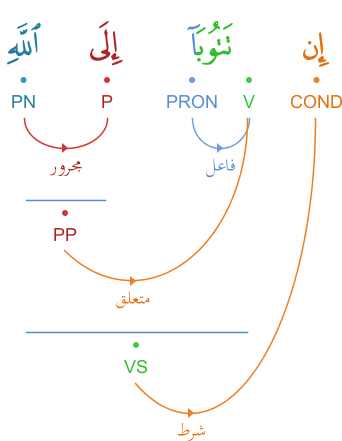 إِن تَتُوبَآ إِلَى ٱللَّهِ
COND V PRON P PN
فاعل مجرور
PP
متعلق
VS
شرط